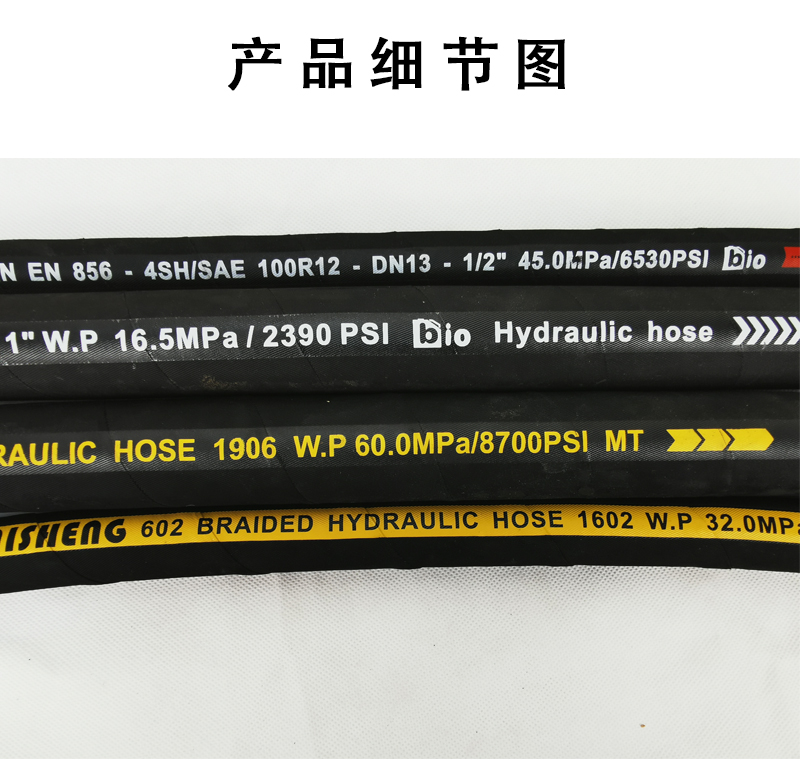 产品细节图
N EN 856 - 4SH/SAE 100R12 - DN13 - 1/2" 45.0MPa/6530PSI bio
1" W.P 16.5MPa / 2390 PSI bio Hydraulic hose
RAULIC HOSE 1906 W.P 60.0MPa/8700PSI MT
ISHENG 602 BRAIDED HYDRAULIC HOSE 1602 W.P 32.0MPa